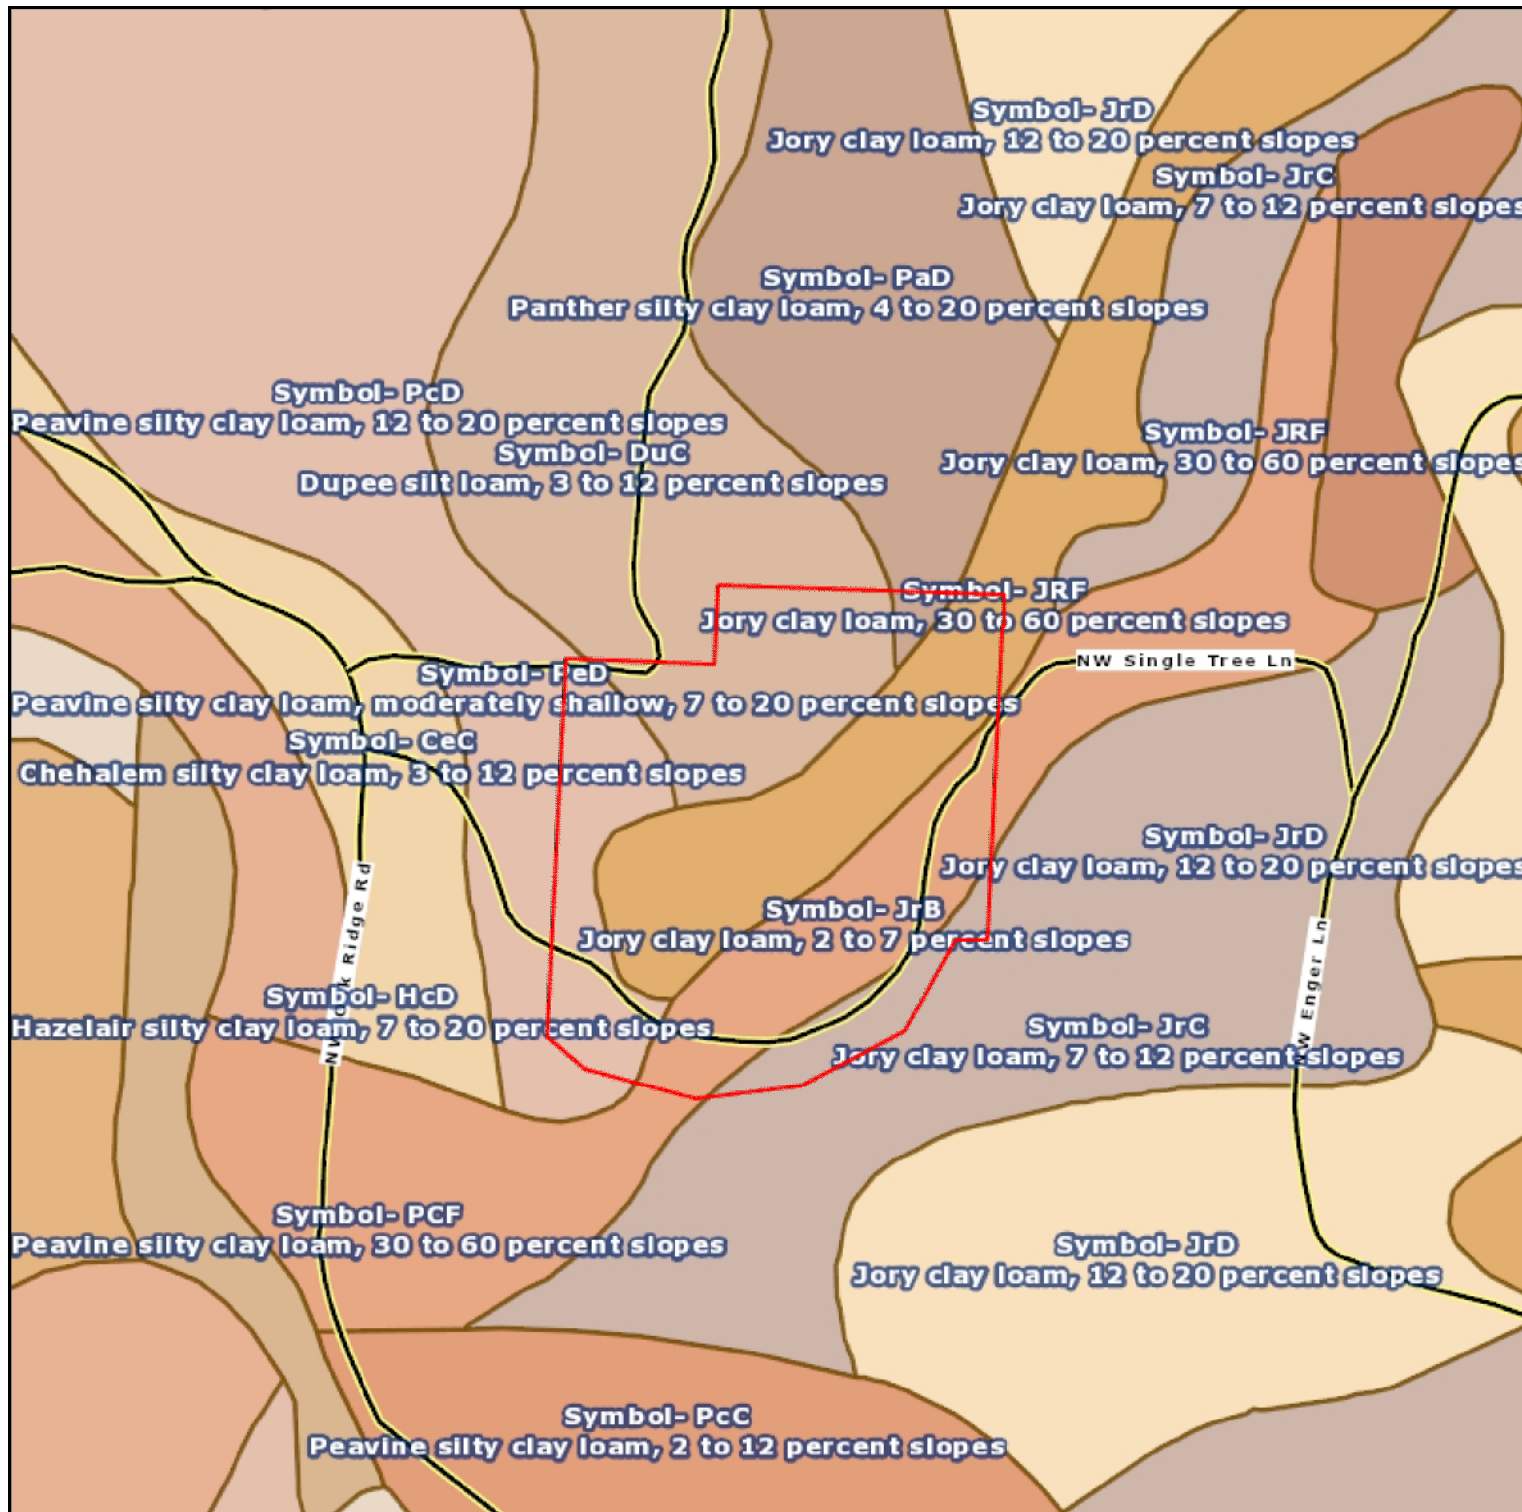 Symbol- JrD
Jory clay loam, 12 to 20 percent slopes
Symbol- JrC
Jory clay loam, 7 to 12 percent slopes
Symbol- PaD
Panther silty clay loam, 4 to 20 percent slopes
Symbol- PcD
Peavine silty clay loam, 12 to 20 percent slopes
Symbol- JRF
Jory clay loam, 30 to 60 percent slopes
Symbol- DuC
Dupee silt loam, 3 to 12 percent slopes
Symbol- JRF
Jory clay loam, 30 to 60 percent slopes
NW Single Tree Ln
Symbol- PeD
Peavine silty clay loam, moderately shallow, 7 to 20 percent slopes
Symbol- CeC
Chehalem silty clay loam, 3 to 12 percent slopes
Symbol- JrD
Jory clay loam, 12 to 20 percent slopes
Symbol- JrB
Jory clay loam, 2 to 7 percent slopes
Ridge Rd
NW Enger Ln
Symbol- HcD
Hazelair silty clay loam, 7 to 20 percent slopes
Symbol- JrC
Jory clay loam, 7 to 12 percent slopes
Symbol- PCF
Peavine silty clay loam, 30 to 60 percent slopes
Symbol- JrD
Jory clay loam, 12 to 20 percent slopes
Symbol- PcC
Peavine silty clay loam, 2 to 12 percent slopes